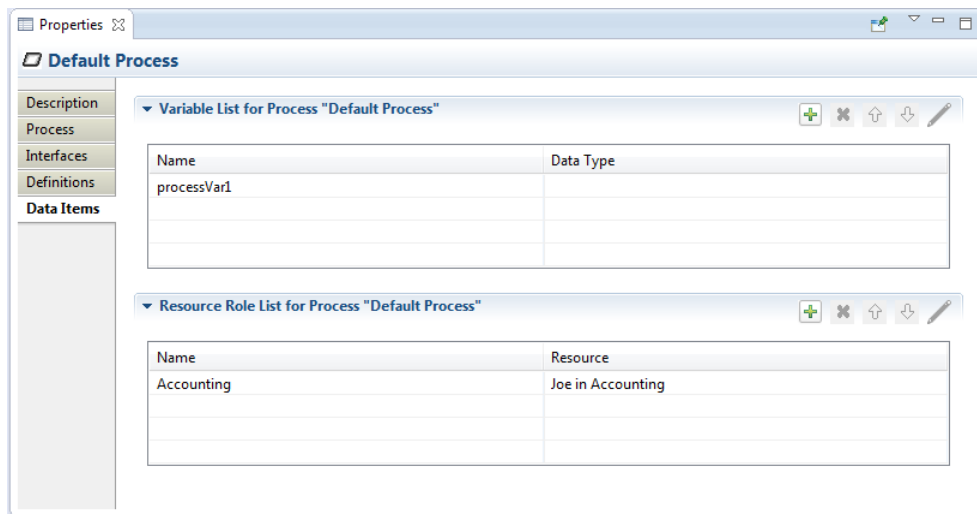 Properties
Default Process
Description
Process
Interfaces
Definitions
Data Items
Variable List for Process "Default Process"
Name Data Type
processVar1
Resource Role List for Process "Default Process"
Name Resource
Accounting Joe in Accounting